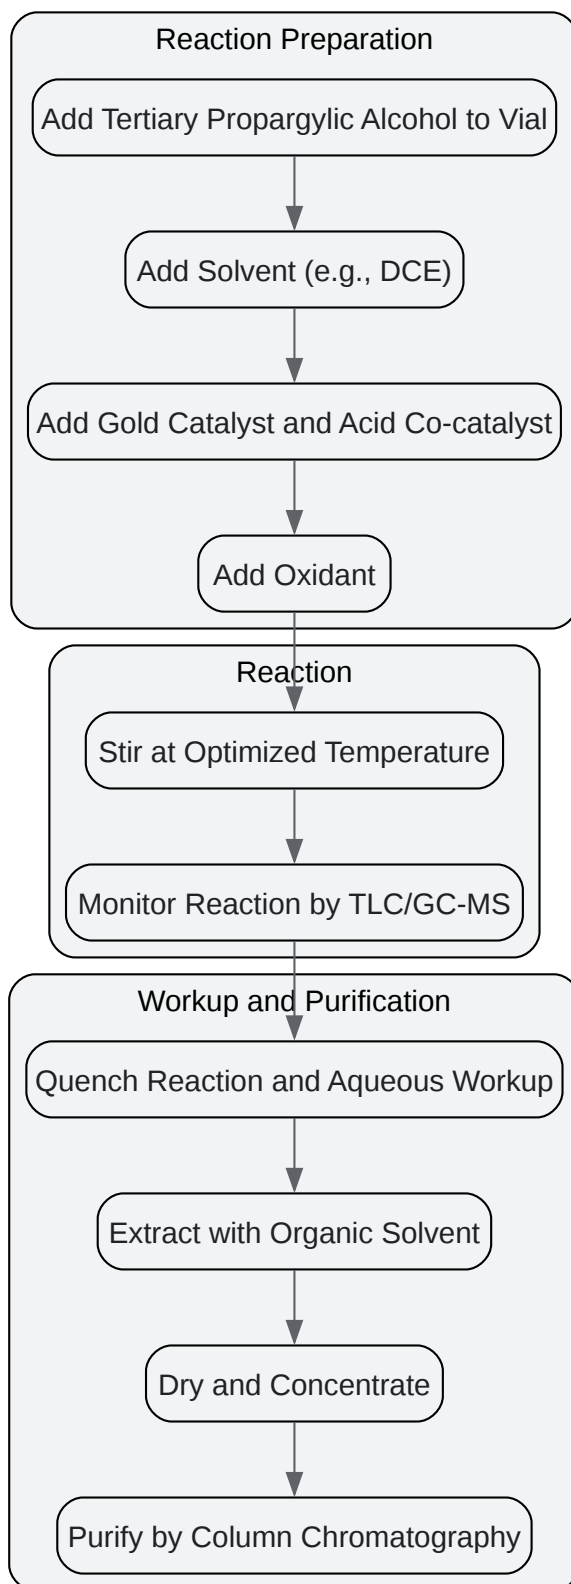 Reaction Preparation
Add Tertiary Propargylic Alcohol to Vial
Add Solvent (e.g., DCE)
Add Gold Catalyst and Acid Co-catalyst
Add Oxidant
Reaction
Stir at Optimized Temperature
Monitor Reaction by TLC/GC-MS
Workup and Purification
Quench Reaction and Aqueous Workup
Extract with Organic Solvent
Dry and Concentrate
Purify by Column Chromatography